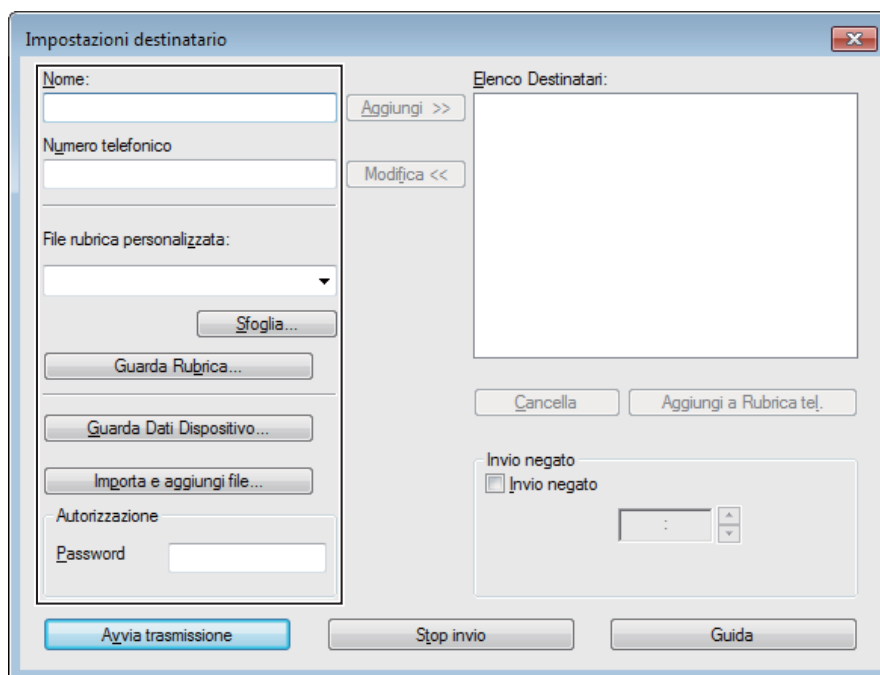 Impostazioni destinatario
Nome:
Aggiungi >>
Numero telefonico
Modifica <<
File rubrica personalizzata:
Sfoglia...
Guarda Rubrica...
Guarda Dati Dispositivo...
Importa e aggiungi file...
Autorizzazione
Password
Elenco Destinatari:
Cancella
Aggiungi a Rubrica tel.
Invio negato
Invio negato
:
Avvia trasmissione
Stop invio
Guida